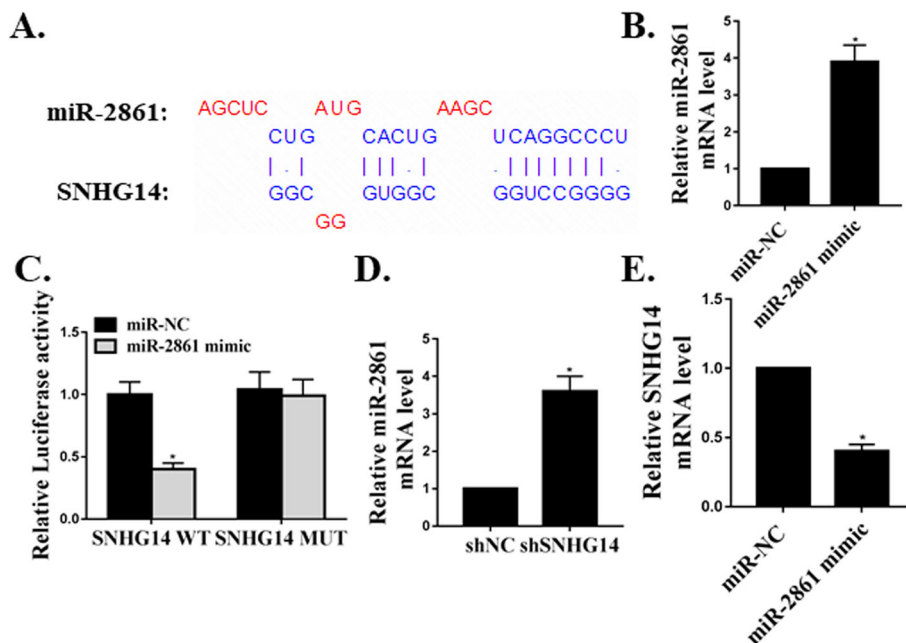 A.
miR-2861:
AGCUC AUG AAGC
CUG CACUG UCAGGCCCU
SNHG14:
GGC GUGGC GGUCCGGGG
GG
B.
Relative miR-2861
mRNA level
5
4
3
2
1
0
*
miR-NC
miR-2861 mimic
C.
Relative Luciferase activity
1.5
1.0
0.5
0.0
miR-NC
miR-2861 mimic
*
SNHG14 WT SNHG14 MUT
D.
Relative miR-2861
mRNA level
5
4
3
2
1
0
*
shNC shSNHG14
E.
Relative SNHG14
mRNA level
1.5
1.0
0.5
0.0
*
miR-NC
miR-2861 mimic